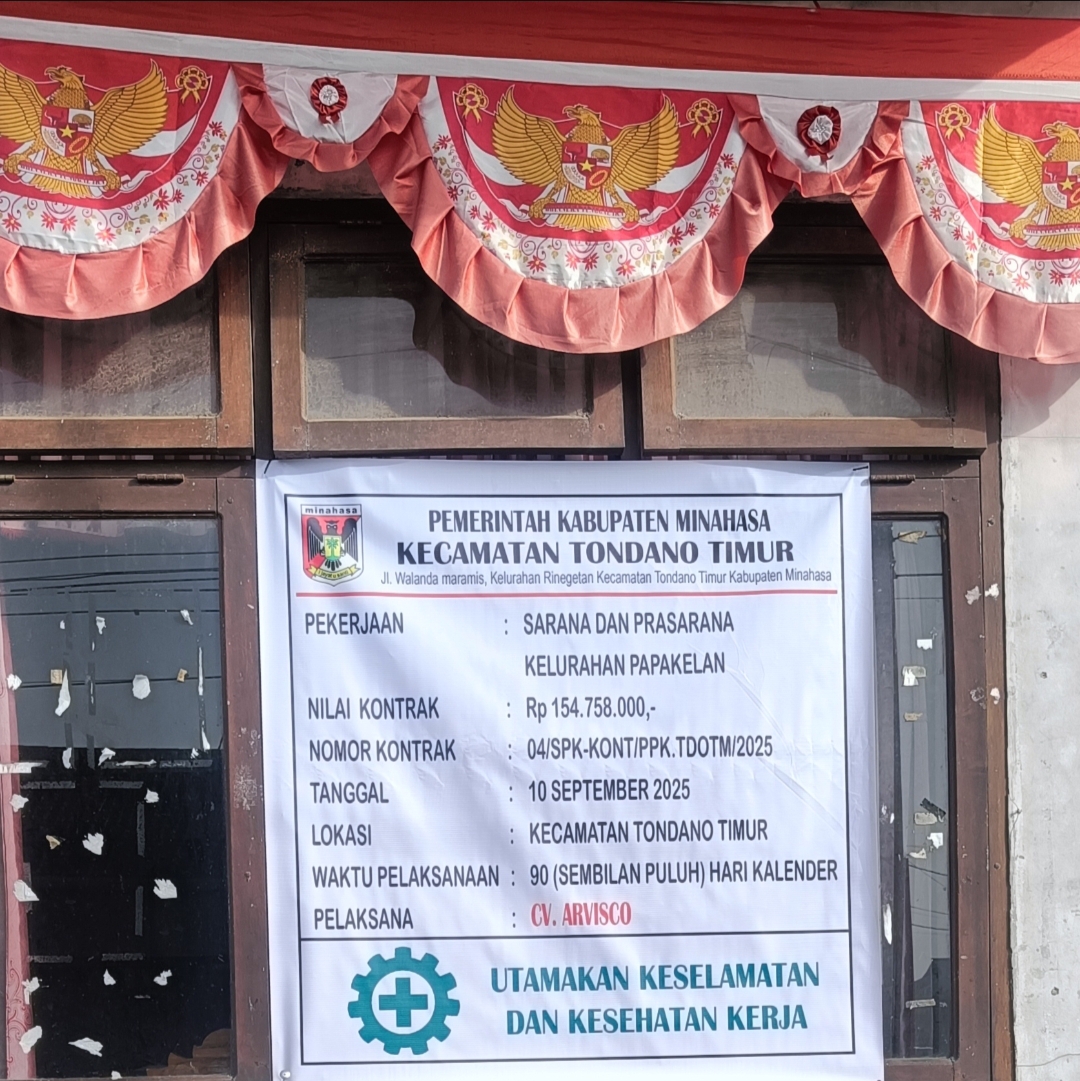 minahasa
PEMERINTAH KABUPATEN MINAHASA
KECAMATAN TONDANO TIMUR
Jl. Walanda maramis, Kelurahan Rinegetan Kecamatan Tondano Timur Kabupaten Minahasa
PEKERJAAN : SARANA DAN PRASARANA
KELURAHAN PAPAKELAN
NILAI KONTRAK : Rp 154.758.000,-
NOMOR KONTRAK : 04/SPK-KONT/PPK.TDOTM/2025
TANGGAL : 10 SEPTEMBER 2025
LOKASI : KECAMATAN TONDANO TIMUR
WAKTU PELAKSANAAN : 90 (SEMBILAN PULUH) HARI KALENDER
PELAKSANA : CV. ARVISCO
UTAMAKAN KESELAMATAN
DAN KESEHATAN KERJA